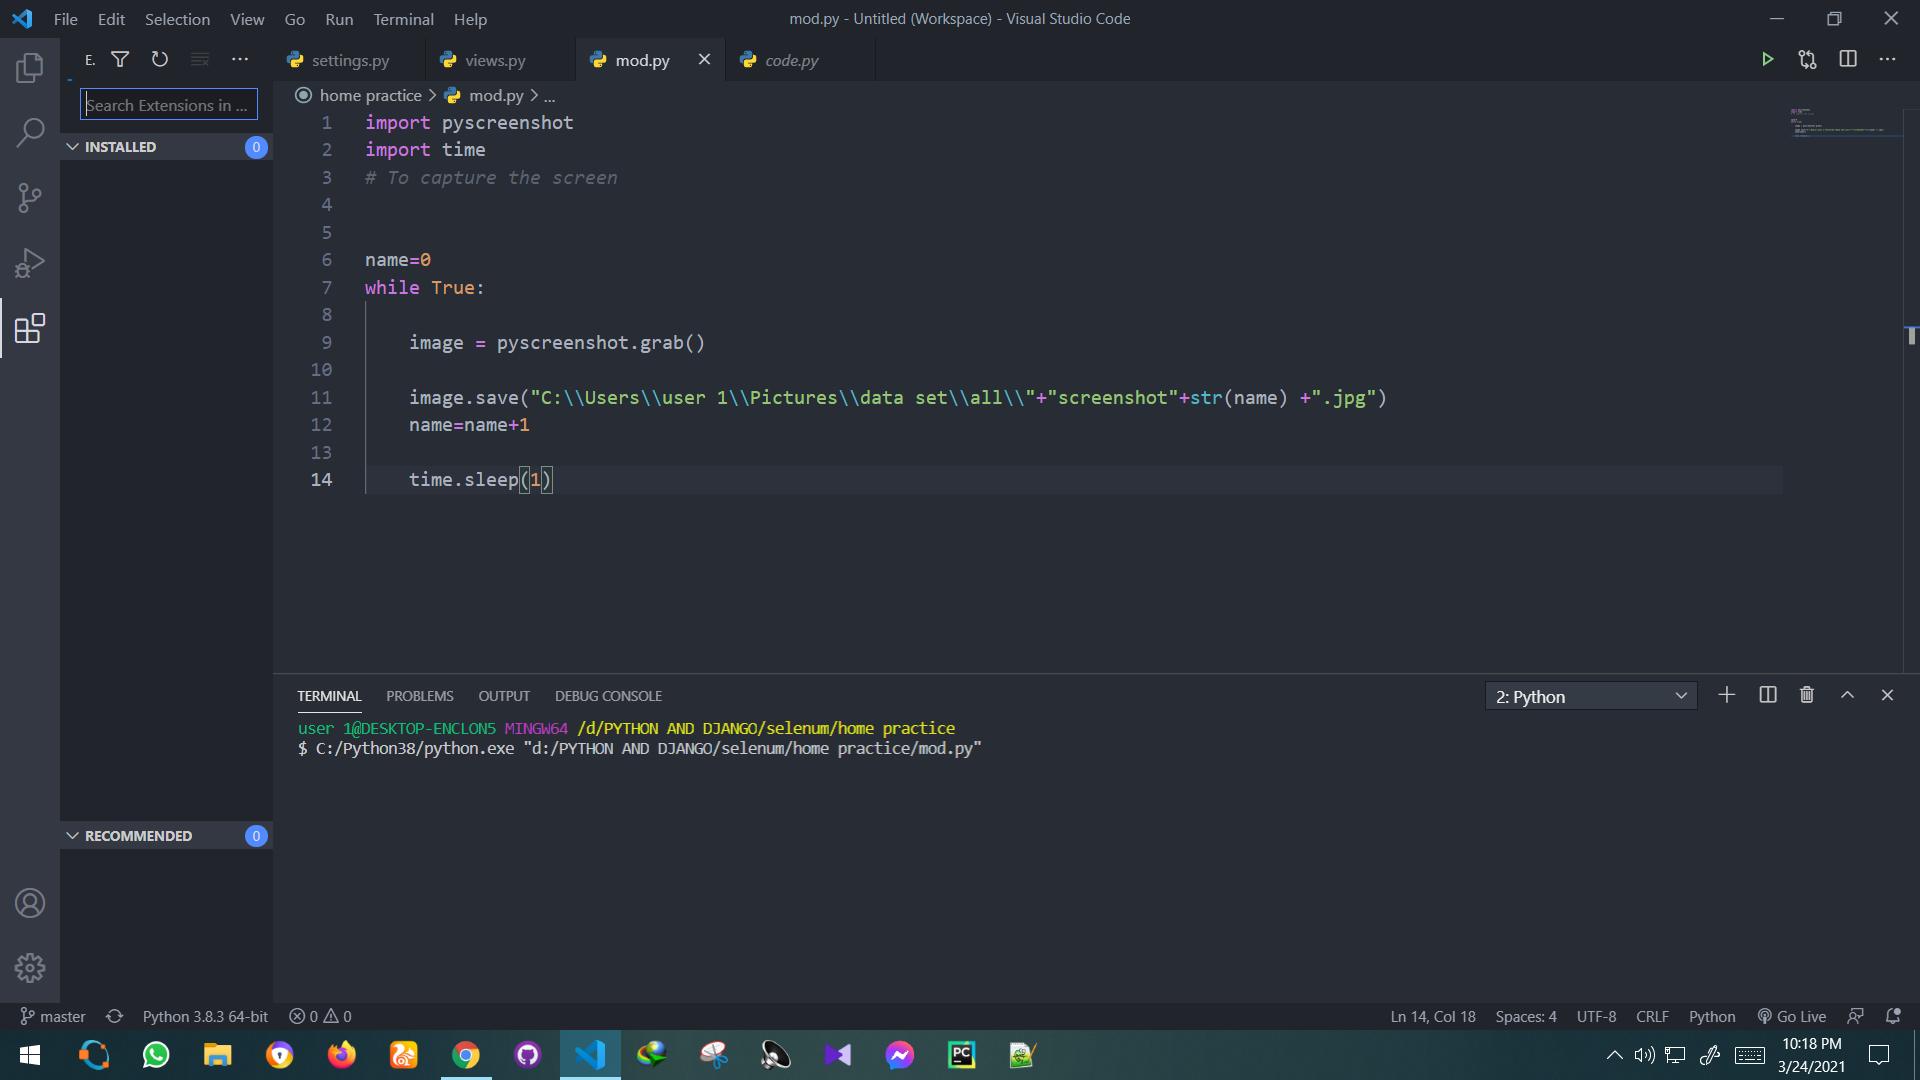 File Edit Selection View Go Run Terminal Help
mod.py - Untitled (Workspace) - Visual Studio Code
E.
settings.py
views.py
mod.py
code.py
Search Extensions in ...
home practice > mod.py > ...
INSTALLED 0
1 import pyscreenshot
2 import time
3 # To capture the screen
4
5
6 name=0
7 while True:
8
9 image = pyscreenshot.grab()
10
11 image.save("C:\\Users\\user 1\\Pictures\\data set\\all\\"+"screenshot"+str(name) +".jpg")
12 name=name+1
13
14 time.sleep(1)
TERMINAL PROBLEMS OUTPUT DEBUG CONSOLE
2: Python
user 1@DESKTOP-ENCLON5 MINGW64 /d/PYTHON AND DJANGO/selenum/home practice
$ C:/Python38/python.exe "d:/PYTHON AND DJANGO/selenum/home practice/mod.py"
RECOMMENDED 0
master Python 3.8.3 64-bit 0 0
Ln 14, Col 18 Spaces: 4 UTF-8 CRLF Python Go Live
PC
10:18 PM
3/24/2021